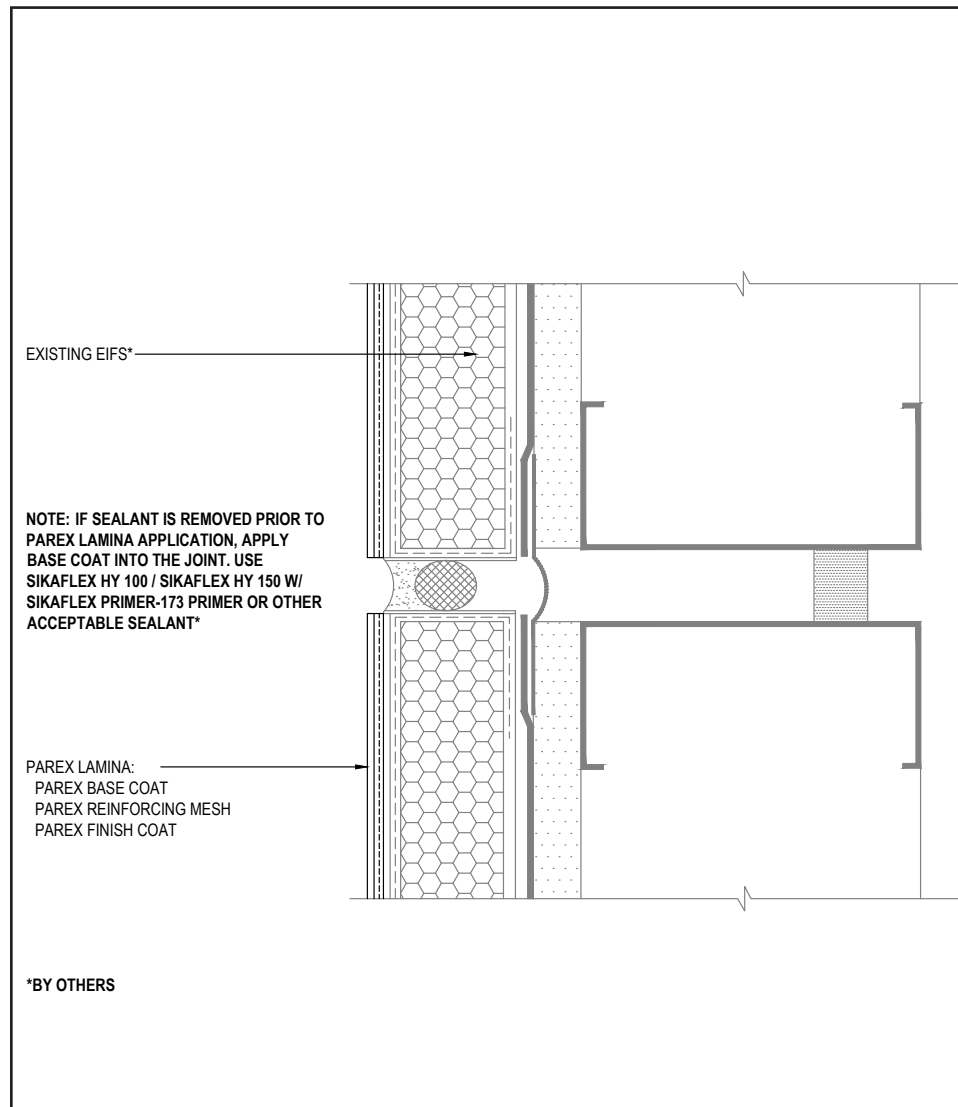 EXISTING EIFS*
NOTE: IF SEALANT IS REMOVED PRIOR TO
PAREX LAMINA APPLICATION, APPLY
BASE COAT INTO THE JOINT. USE
SIKAFLEX HY 100 / SIKAFLEX HY 150 W/
SIKAFLEX PRIMER-173 PRIMER OR OTHER
ACCEPTABLE SEALANT*
PAREX LAMINA:
PAREX BASE COAT
PAREX REINFORCING MESH
PAREX FINISH COAT
*BY OTHERS